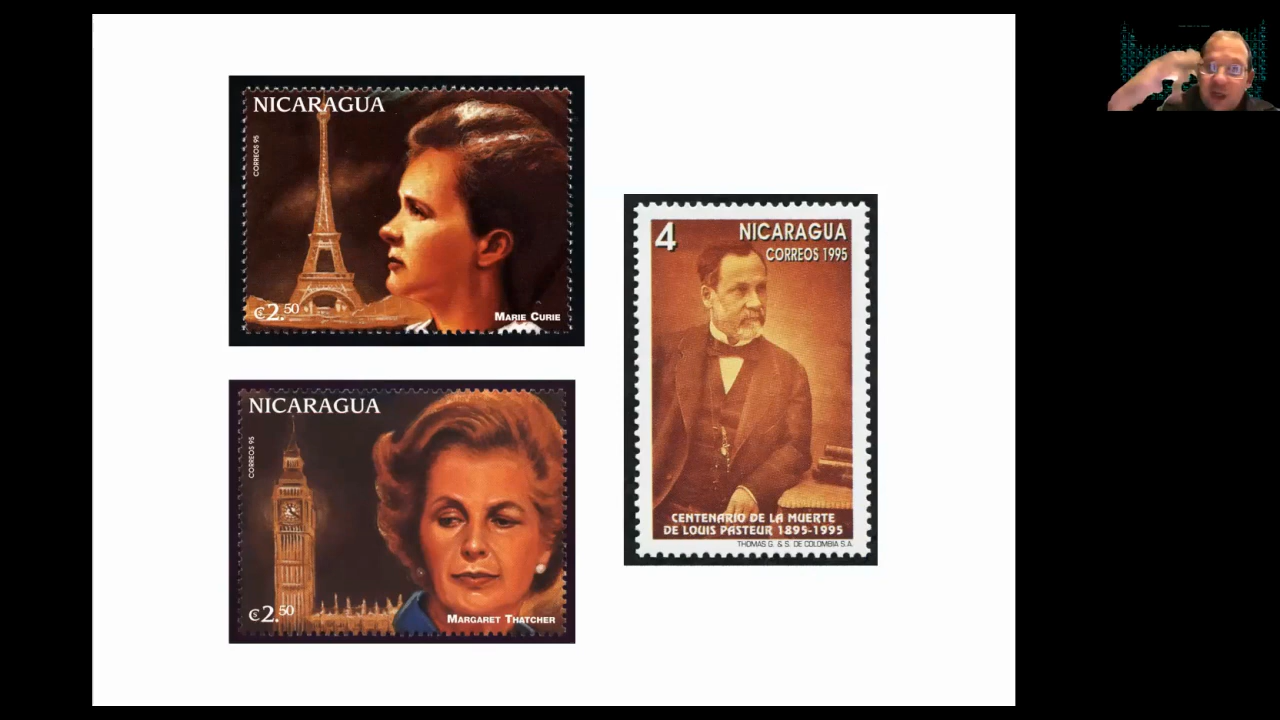 NICARAGUA
CORREOS 95
₡2.50
MARIE CURIE
NICARAGUA
CORREOS 95
₡2.50
MARGARET THATCHER
4
NICARAGUA
CORREOS 1995
CENTENARIO DE LA MUERTE
DE LOUIS PASTEUR 1895-1995
THOMAS G. & S. DE COLOMBIA S.A.